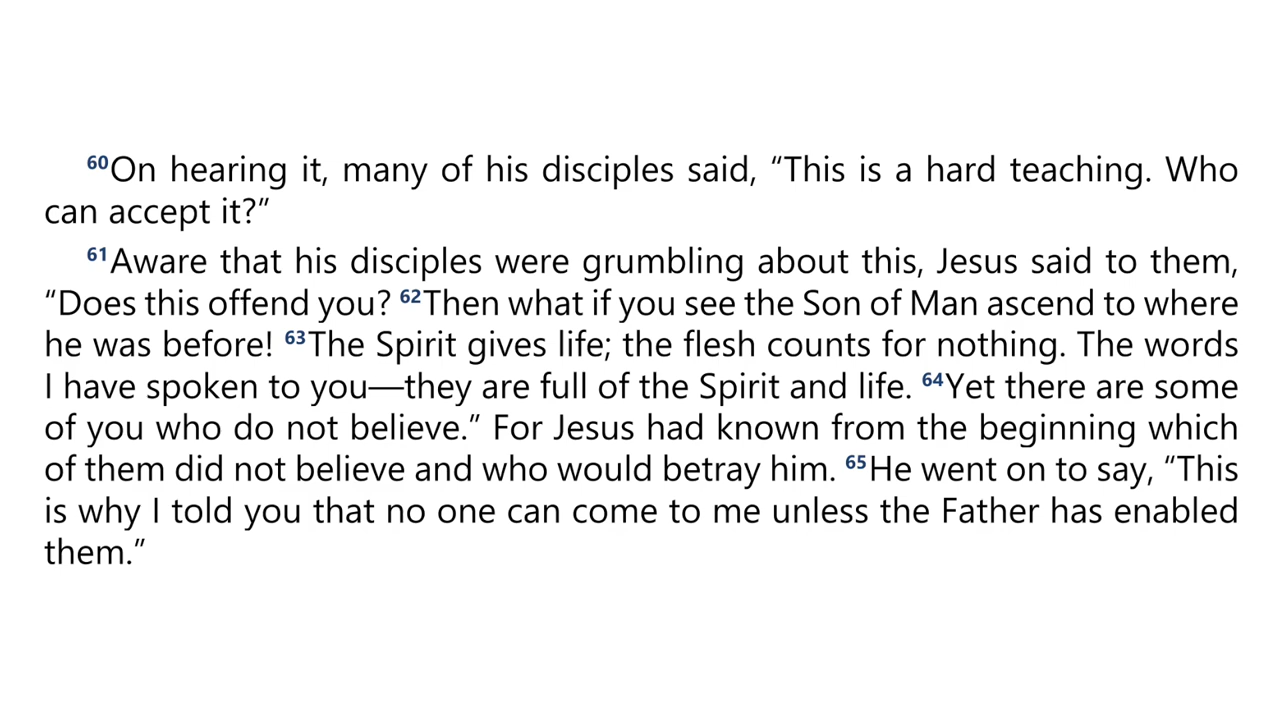 60On hearing it, many of his disciples said, “This is a hard teaching. Who
can accept it?”
61Aware that his disciples were grumbling about this, Jesus said to them,
“Does this offend you? 62Then what if you see the Son of Man ascend to where
he was before! 63The Spirit gives life; the flesh counts for nothing. The words
I have spoken to you—they are full of the Spirit and life. 64Yet there are some
of you who do not believe.” For Jesus had known from the beginning which
of them did not believe and who would betray him. 65He went on to say, “This
is why I told you that no one can come to me unless the Father has enabled
them.”